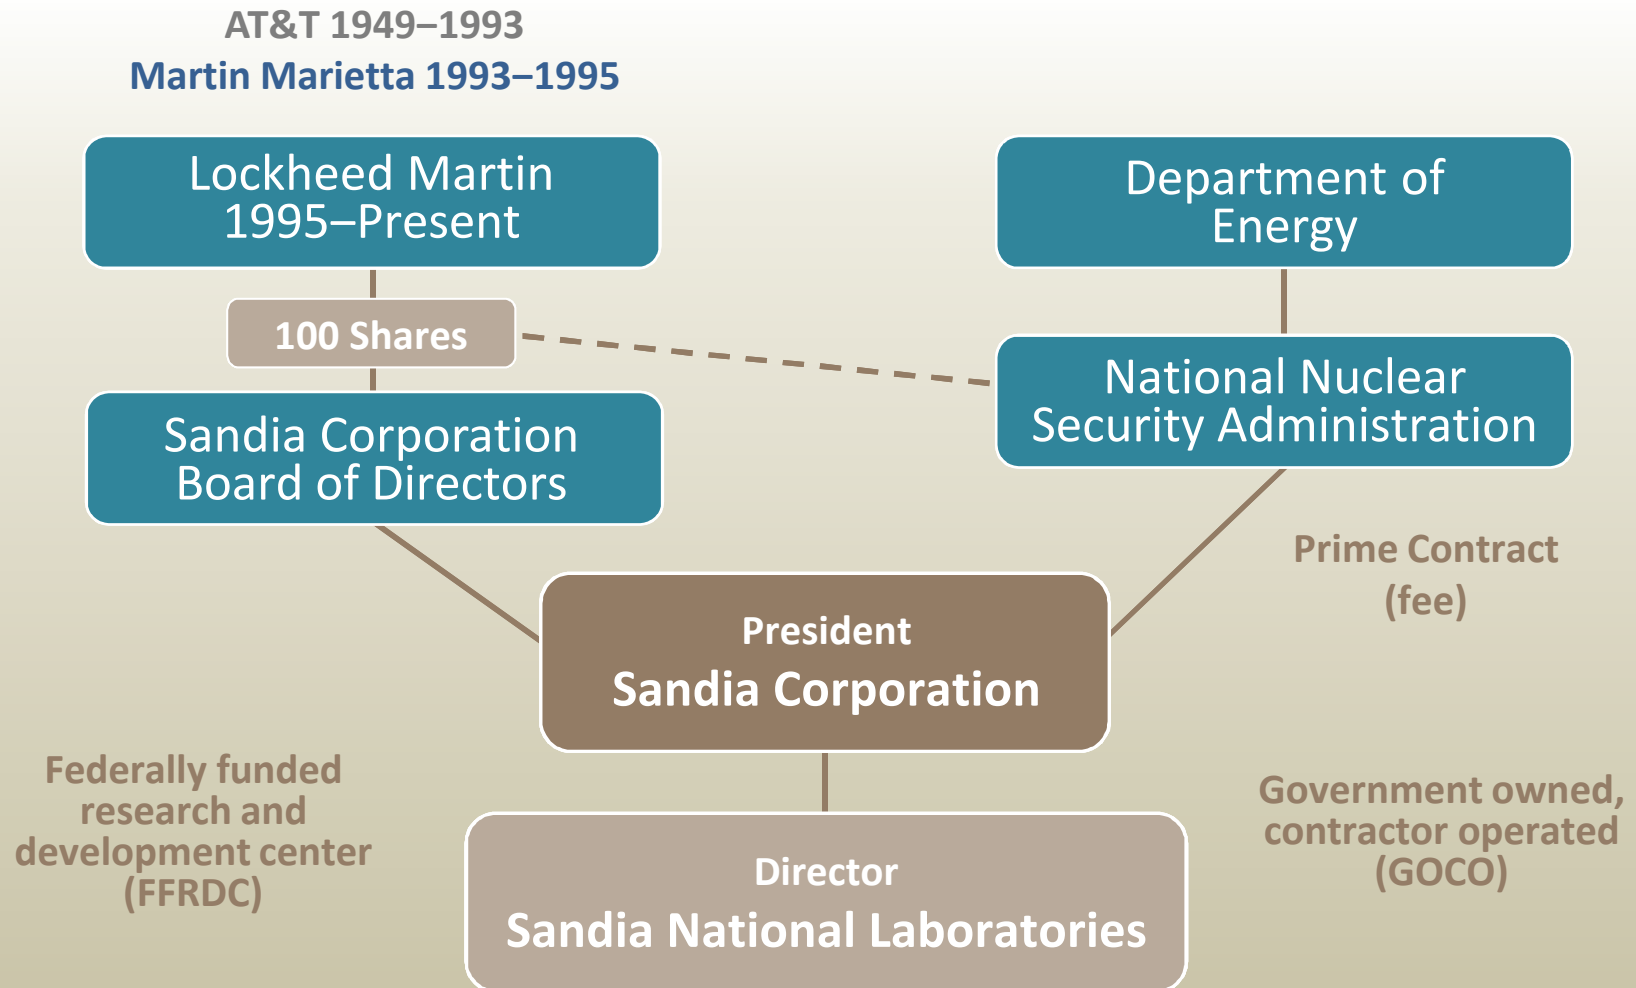 AT&T 1949–1993
Martin Marietta 1993–1995
Lockheed Martin
1995–Present
Department of
Energy
100 Shares
National Nuclear
Security Administration
Sandia Corporation
Board of Directors
Prime Contract
(fee)
President
Sandia Corporation
Federally funded
research and
development center
(FFRDC)
Government owned,
contractor operated
(GOCO)
Director
Sandia National Laboratories